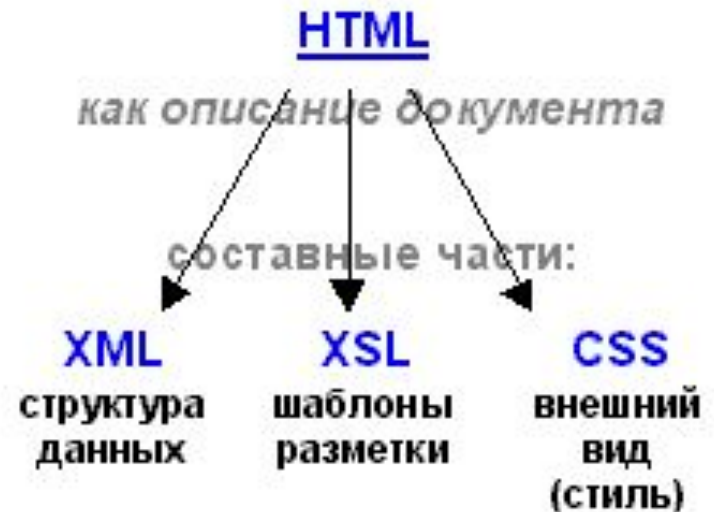 HTML
как описание документа
составные части:
XML XSL CSS
структура шаблоны внешний
данных разметки вид
(стиль)